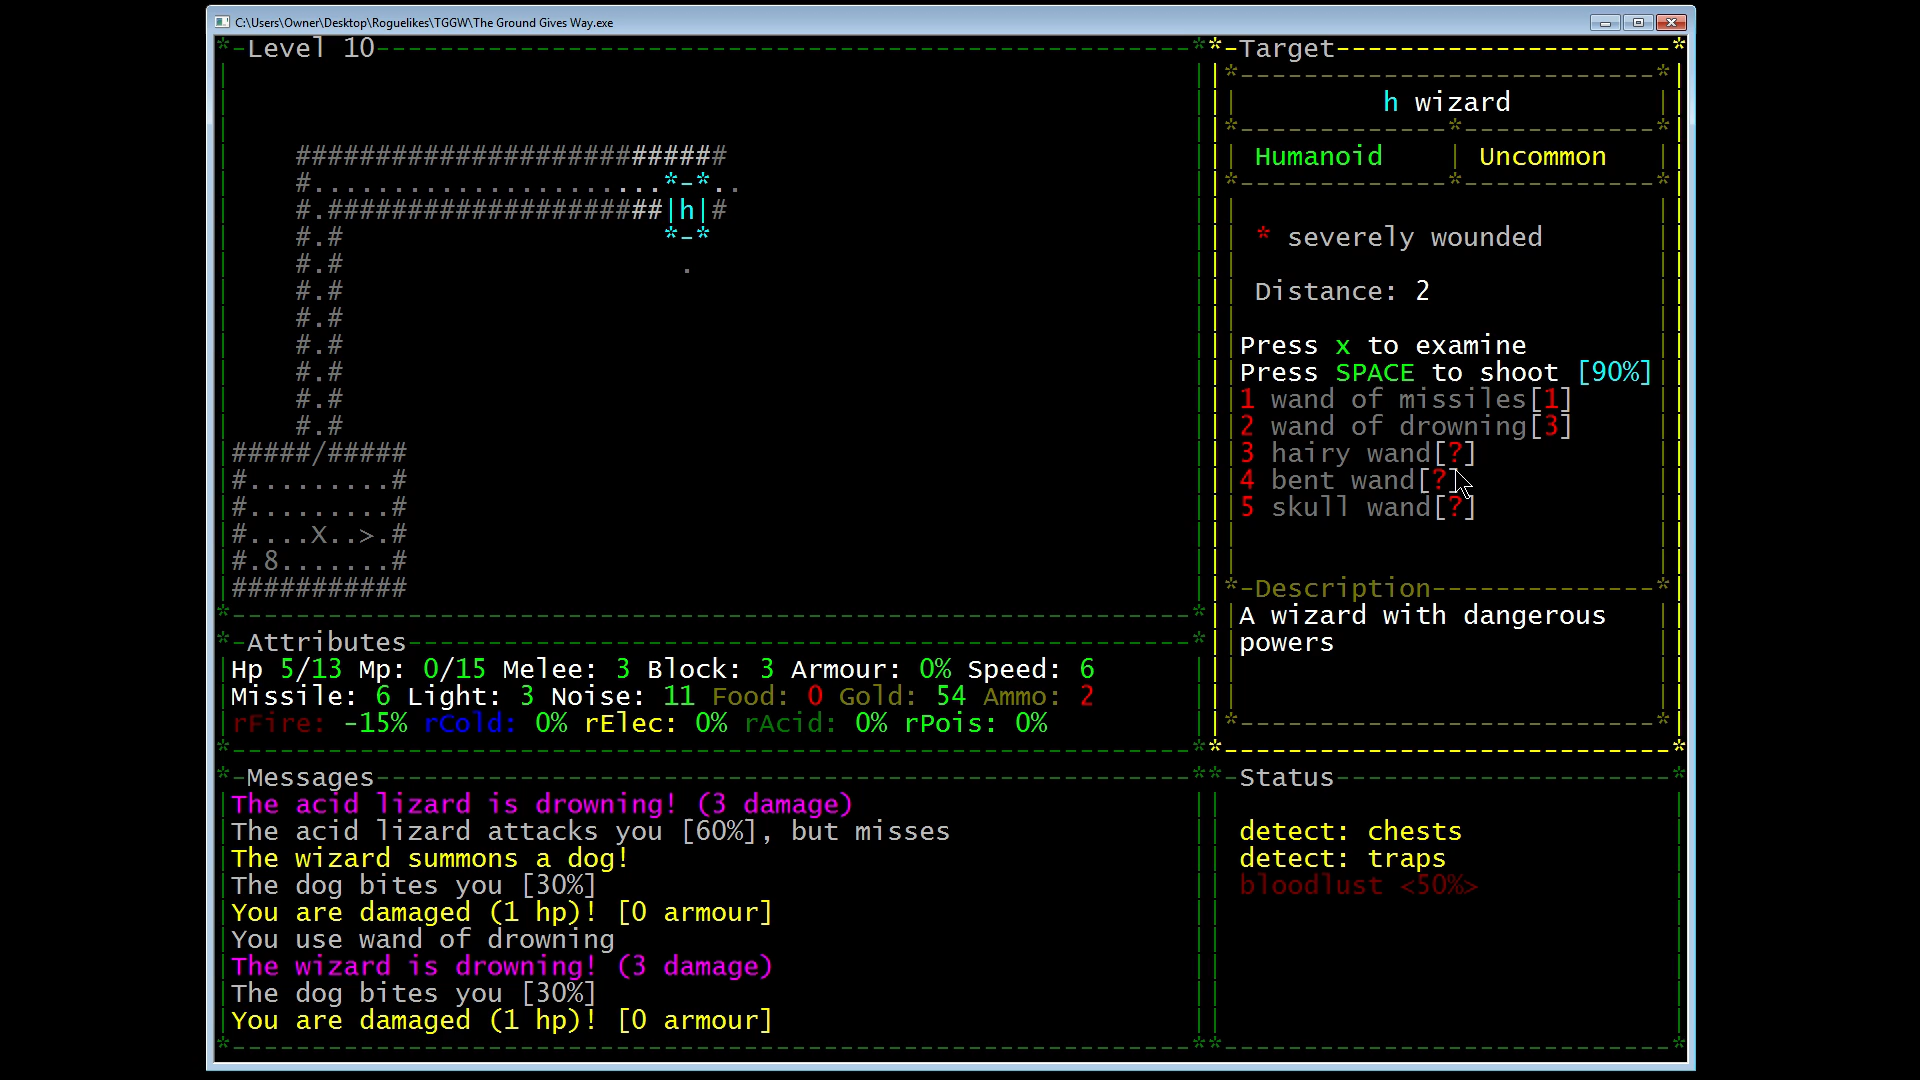 C:\Users\Owner\Desktop\Roguelikes\TGGW\The Ground Gives Way.exe
Level 10
###########################
#......................*-*..
#.#####################|h|#
#.# *-*
#.# .
#.#
#.#
#.#
#.#
#.#
#.#
#####/#####
#.........#
#.........#
#....X..>.#
#.8.......#
###########
Attributes
Hp 5/13 Mp: 0/15 Melee: 3 Block: 3 Armour: 0% Speed: 6
Missile: 6 Light: 3 Noise: 11 Food: 0 Gold: 54 Ammo: 2
rFire: -15% rCold: 0% rElec: 0% rAcid: 0% rPois: 0%
Messages
The acid lizard is drowning! (3 damage)
The acid lizard attacks you [60%], but misses
The wizard summons a dog!
The dog bites you [30%]
You are damaged (1 hp)! [0 armour]
You use wand of drowning
The wizard is drowning! (3 damage)
The dog bites you [30%]
You are damaged (1 hp)! [0 armour]
Target
h wizard
Humanoid | Uncommon
* severely wounded
Distance: 2
Press x to examine
Press SPACE to shoot [90%]
1 wand of missiles[1]
2 wand of drowning[3]
3 hairy wand[?]
4 bent wand[?]
5 skull wand[?]
Description
A wizard with dangerous
powers
Status
detect: chests
detect: traps
bloodlust <50%>